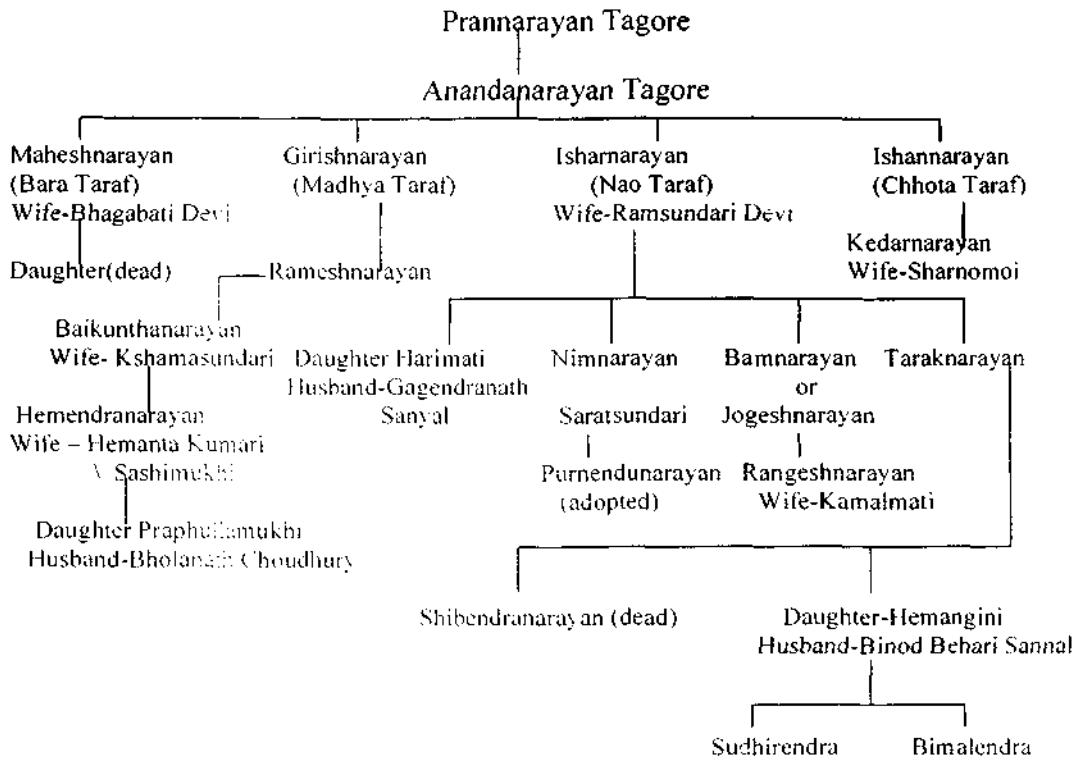 Prannarayan Tagore
Anandanarayan Tagore
Maheshnarayan
(Bara Taraf)
Wife-Bhagabati Devi
Girishnarayan
(Madhya Taraf)
Isharnarayan
(Nao Taraf)
Wife-Ramsundari Devi
Ishannarayan
(Chhota Taraf)
Kedarnarayan
Wife-Sharnomoi
Daughter(dead)
Rameshnarayan
Baikunthanarayan
Wife- Kshamasundari
Daughter Harimati
Husband-Gagendranath
Sanyal
Nimnarayan
Bamnarayan
or
Jogeshnarayan
Taraknarayan
Hemendranarayan
Wife – Hemanta Kumari
\ Sashimukhi
Saratsundari
Purnendunarayan
(adopted)
Rangeshnarayan
Wife-Kamalmati
Daughter Praphullamukhi
Husband-Bholanath Choudhury
Shibendranarayan (dead)
Daughter-Hemangini
Husband-Binod Behari Sannal
Sudhirendra
Bimalendra